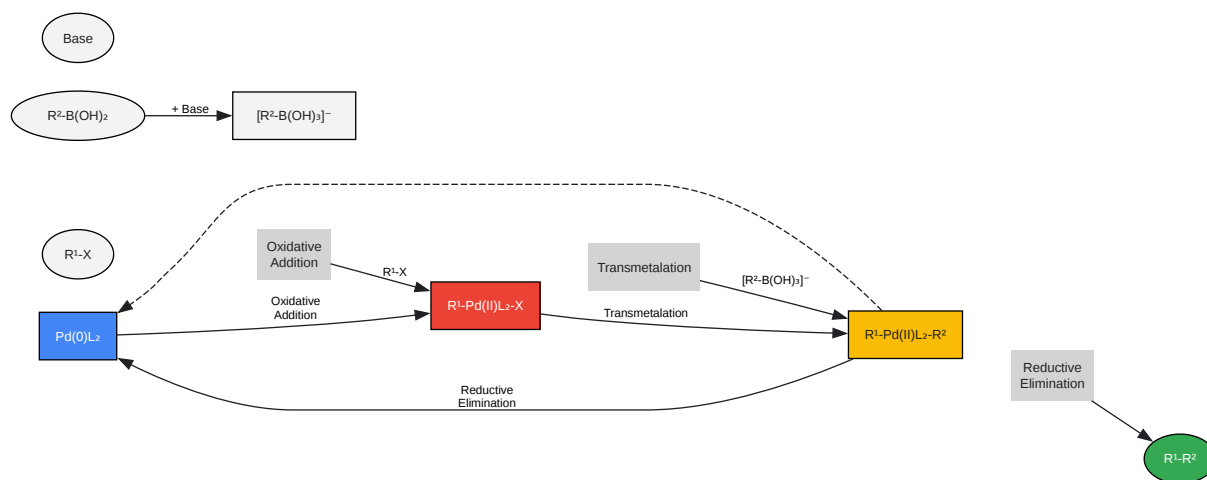 Base
R²-B(OH)₂
+ Base
[R²-B(OH)₃]⁻
R¹-X
Oxidative
Addition
R¹-X
Oxidative
Addition
Pd(0)L₂
R¹-Pd(II)L₂-X
Transmetalation
[R²-B(OH)₃]⁻
Transmetalation
R¹-Pd(II)L₂-R²
Reductive
Elimination
Reductive
Elimination
R¹-R²